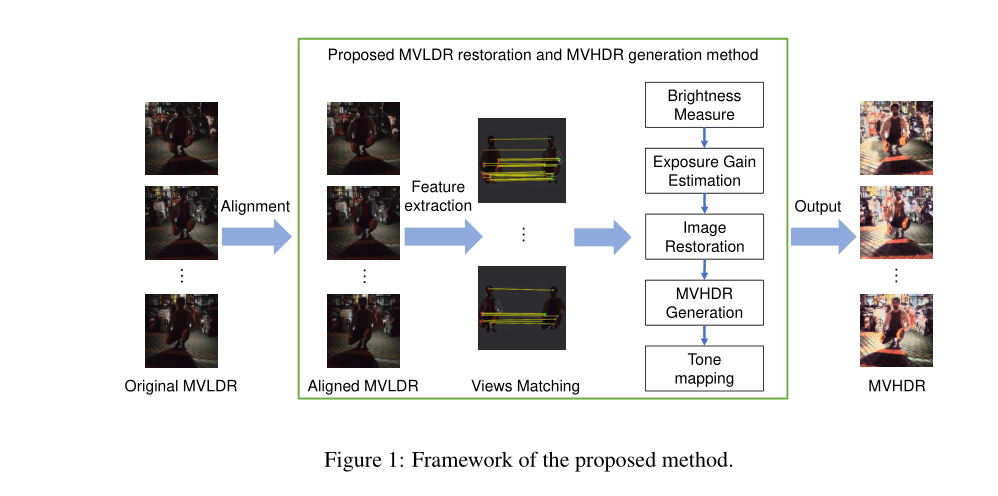 Proposed MVLDR restoration and MVHDR generation method
Alignment
Feature
extraction
Brightness
Measure
Exposure Gain
Estimation
Image
Restoration
MVHDR
Generation
Tone
mapping
Output
Original MVLDR
Aligned MVLDR
Views Matching
MVHDR
Figure 1: Framework of the proposed method.